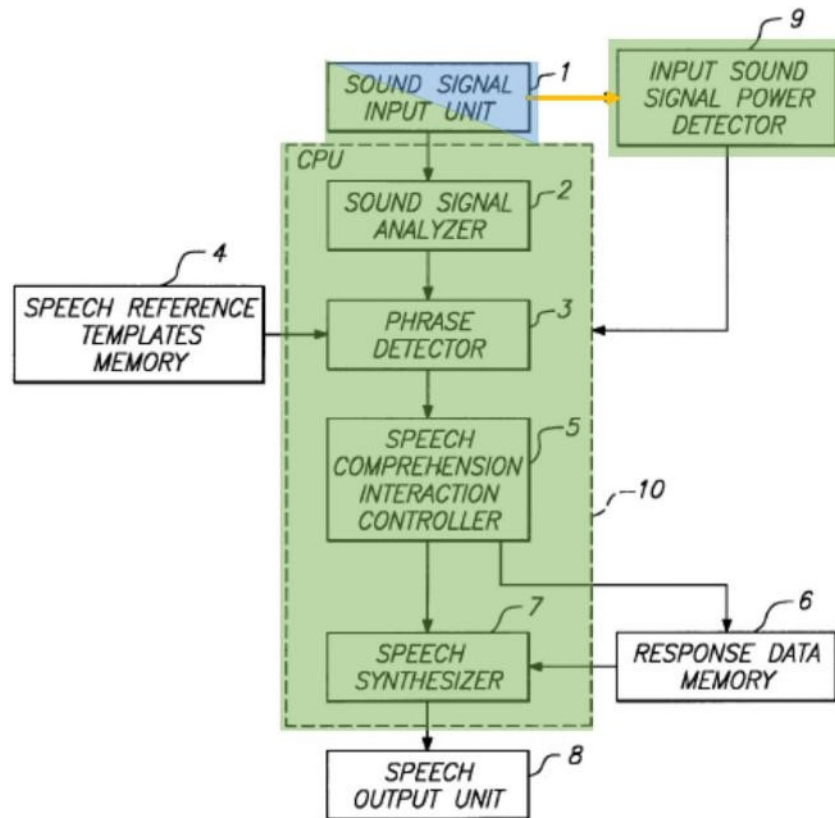 9
1
SOUND SIGNAL
INPUT UNIT
INPUT SOUND
SIGNAL POWER
DETECTOR
CPU
2
SOUND SIGNAL
ANALYZER
4
SPEECH REFERENCE
TEMPLATES
MEMORY
3
PHRASE
DETECTOR
5
SPEECH
COMPREHENSION
INTERACTION
CONTROLLER
10
7
SPEECH
SYNTHESIZER
6
RESPONSE DATA
MEMORY
8
SPEECH
OUTPUT UNIT